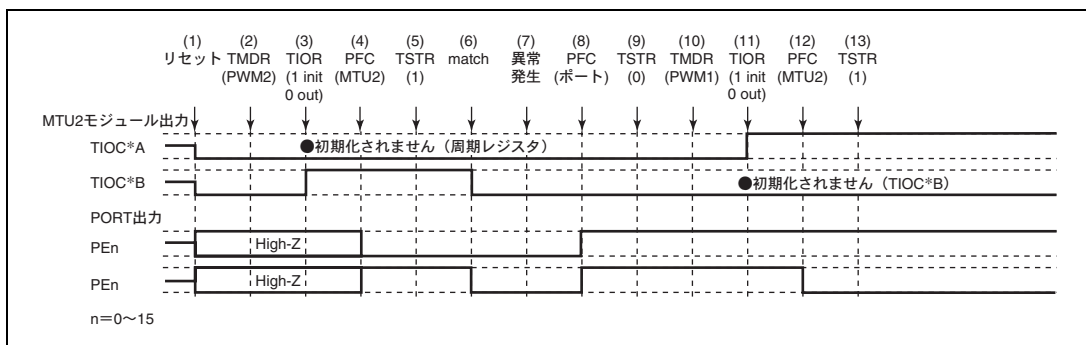 (1) (2) (3) (4) (5) (6) (7) (8) (9) (10) (11) (12) (13)
リセット TMDR TIOR PFC TSTR match 異常 PFC TSTR TMDR TIOR PFC TSTR
(PWM2) (1 init (MTU2) (1) 発生 (ポート) (0) (PWM1) (1 init (MTU2) (1)
0 out) 0 out)
MTU2モジュール出力
TIOC*A ●初期化されません（周期レジスタ）
TIOC*B ●初期化されません（TIOC*B）
PORT出力
PEn High-Z
PEn High-Z
n＝0〜15